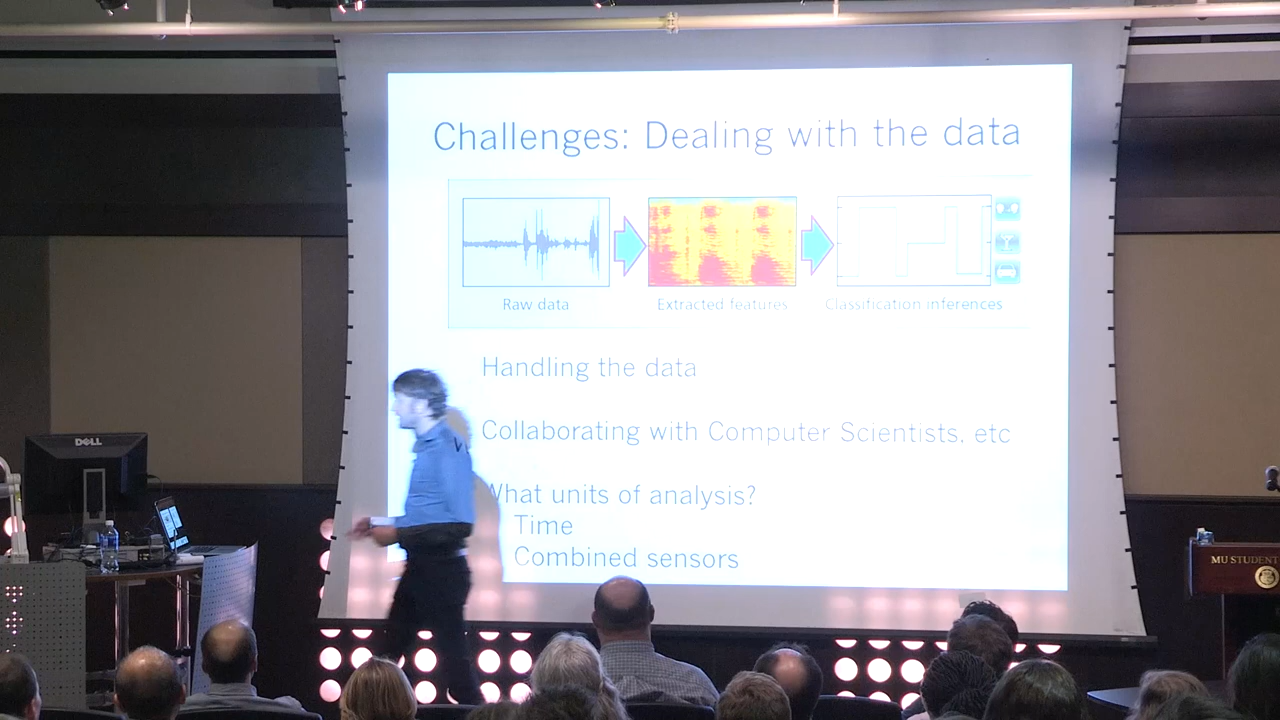 Challenges: Dealing with the data
Raw data
Extracted features
Classification inferences
Handling the data
Collaborating with Computer Scientists, etc
What units of analysis?
Time
Combined sensors
DELL
MU STUDENT